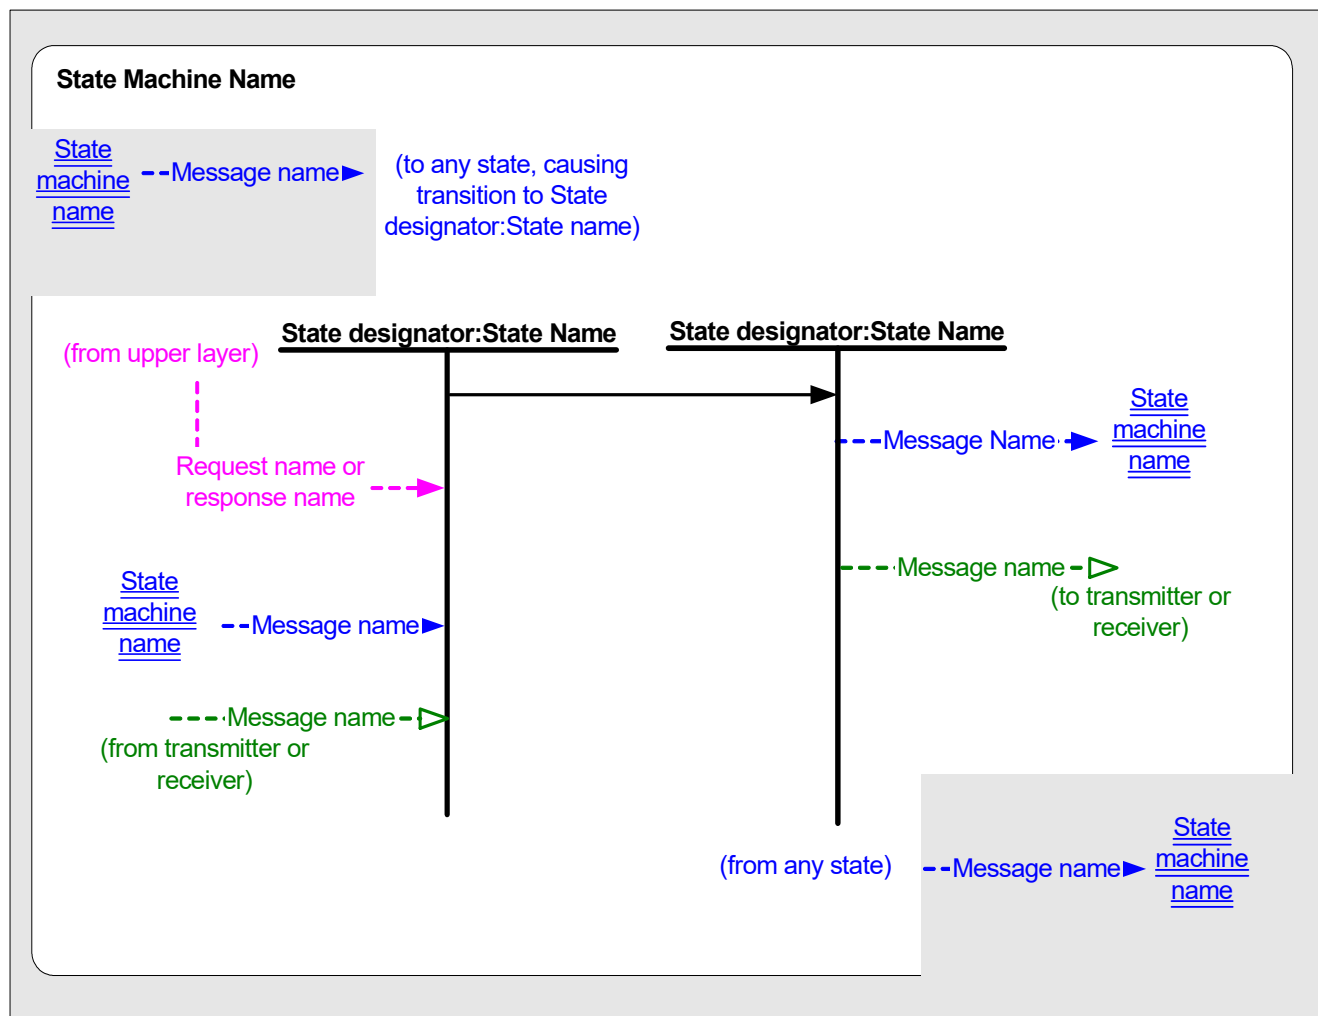 State Machine Name
State
machine
name
Message name
(to any state, causing
transition to State
designator:State name)
State designator:State Name
State designator:State Name
(from upper layer)
State
machine
name
Message Name
Request name or
response name
Message name
(to transmitter or
receiver)
State
machine
name
Message name
Message name
(from transmitter or
receiver)
(from any state)
Message name
State
machine
name